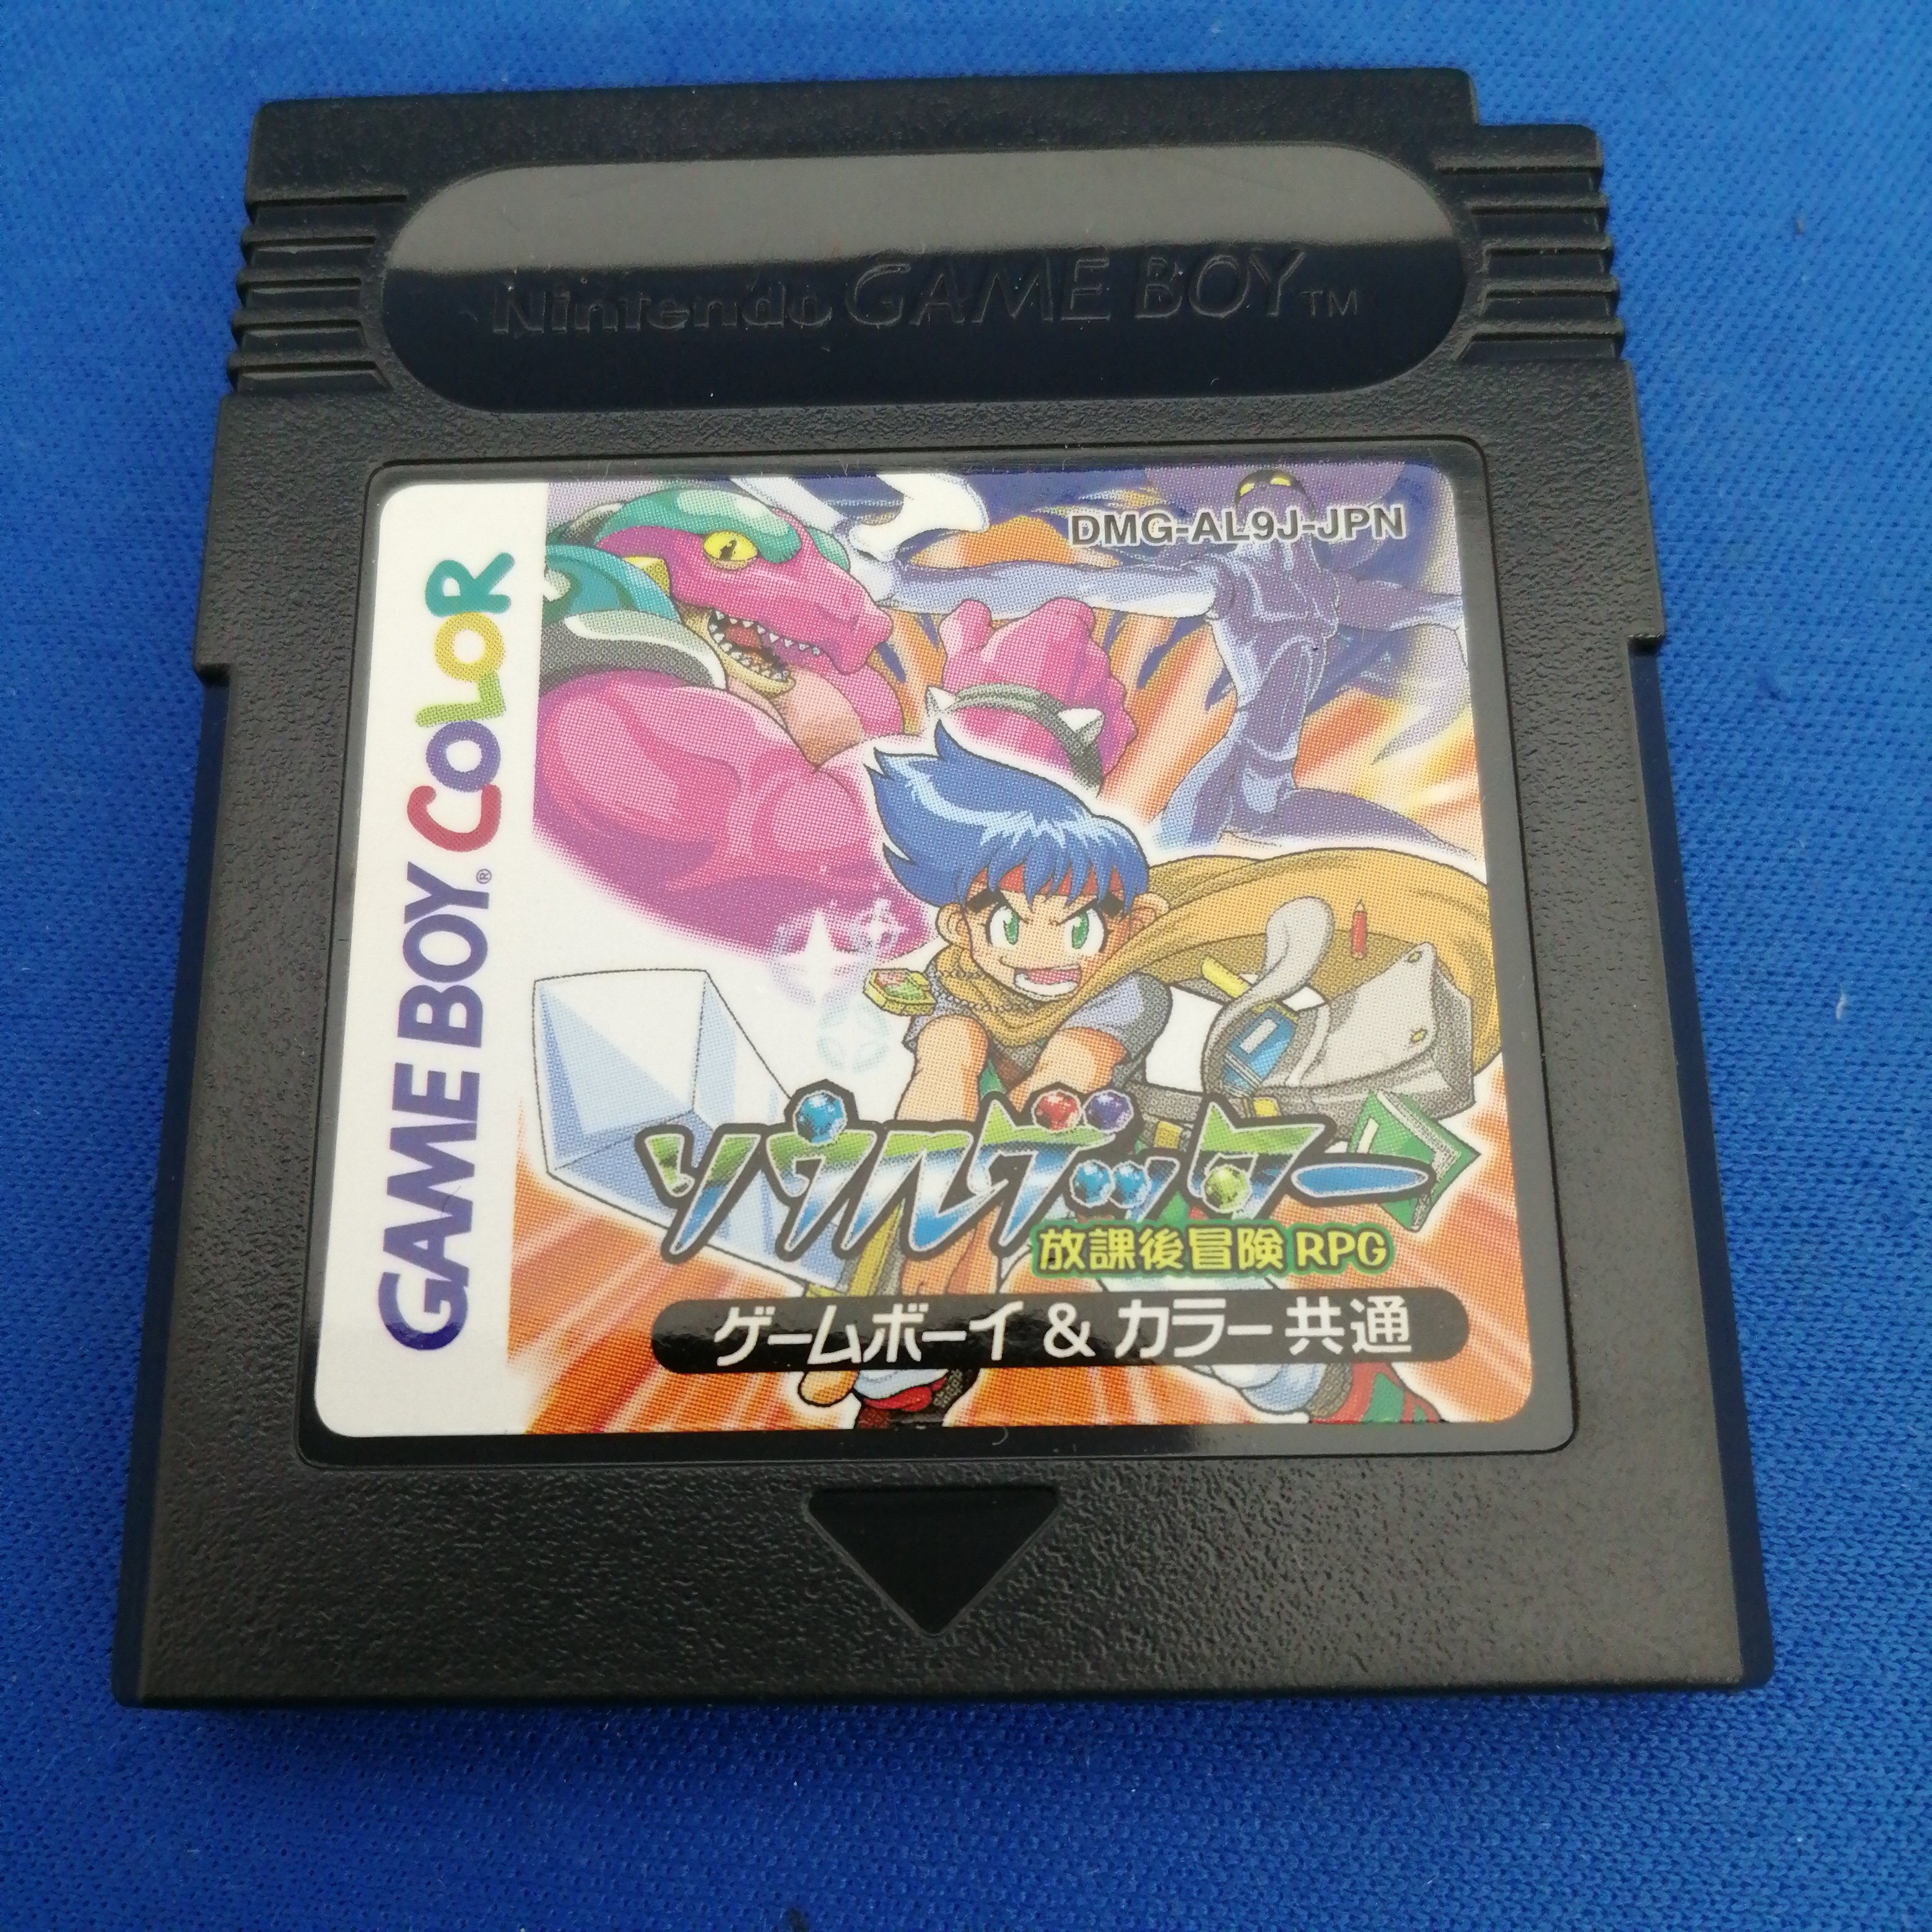 Nintendo GAME BOY™
DMG-AL9J-JPN
GAME BOY® COLOR
ソウルゲッター
放課後冒険RPG
ゲームボーイ & カラー共通